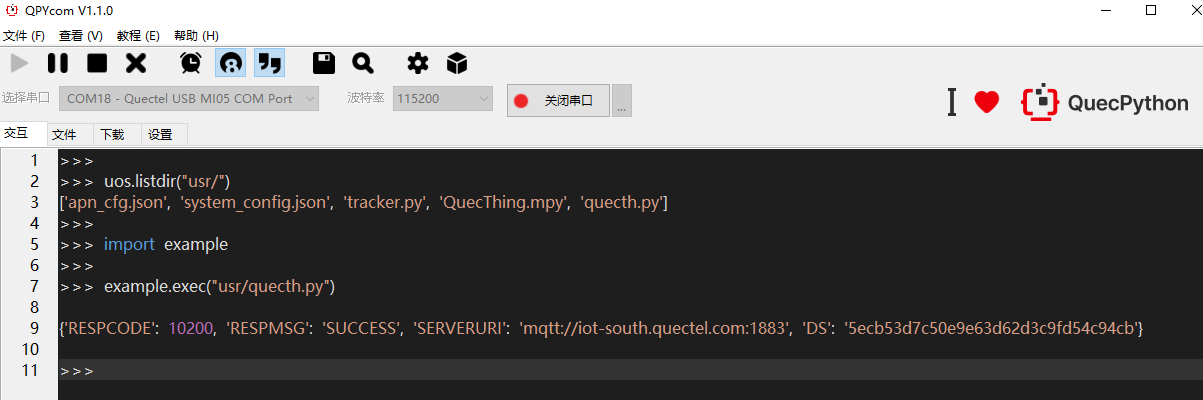 QPYcom V1.1.0
文件 (F) 查看 (V) 教程 (E) 帮助 (H)
选择串口 COM18 - Quectel USB MI05 COM Port 波特率 115200 关闭串口 ... I QuecPython
交互 文件 下载 设置
1 >>>
2 >>> uos.listdir("usr/")
3 ['apn_cfg.json', 'system_config.json', 'tracker.py', 'QuecThing.mpy', 'quecth.py']
4 >>>
5 >>> import example
6 >>>
7 >>> example.exec("usr/quecth.py")
8
9 {'RESPCODE': 10200, 'RESPMSG': 'SUCCESS', 'SERVERURI': 'mqtt://iot-south.quectel.com:1883', 'DS': '5ecb53d7c50e9e63d62d3c9fd54c94cb'}
10
11 >>>